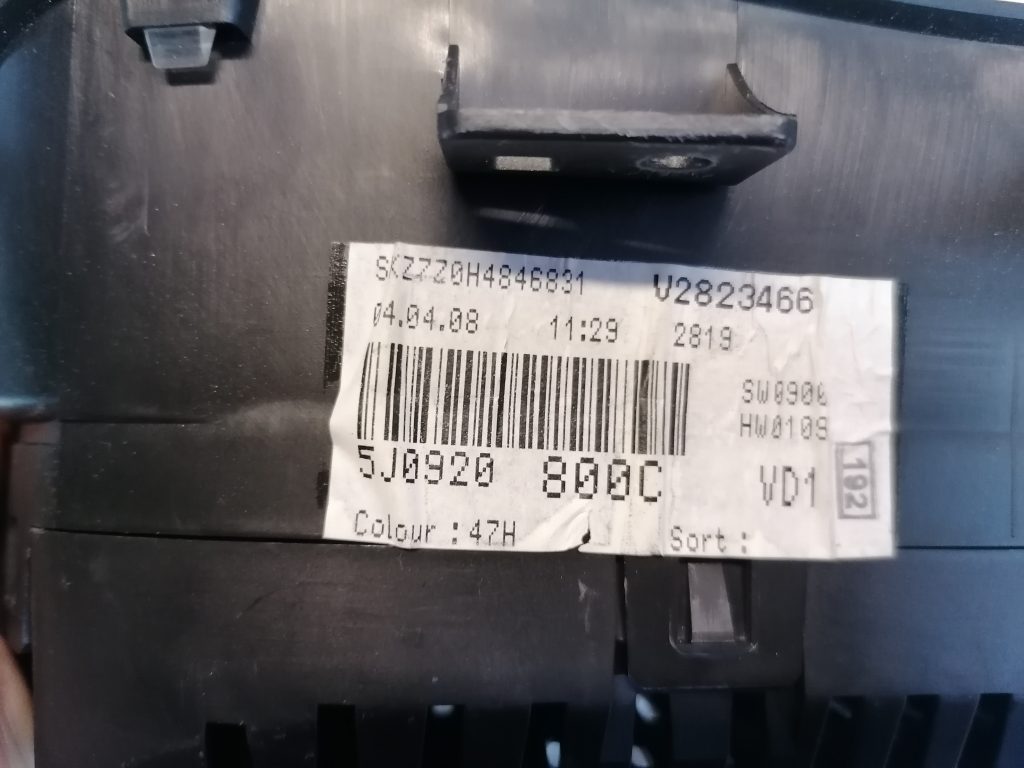 SKZ7Z0H4846831 V2823466
04.04.08 11:29 2819
SW0900
HW0109
5J0920 800C VD1 192
Colour : 47H Sort :